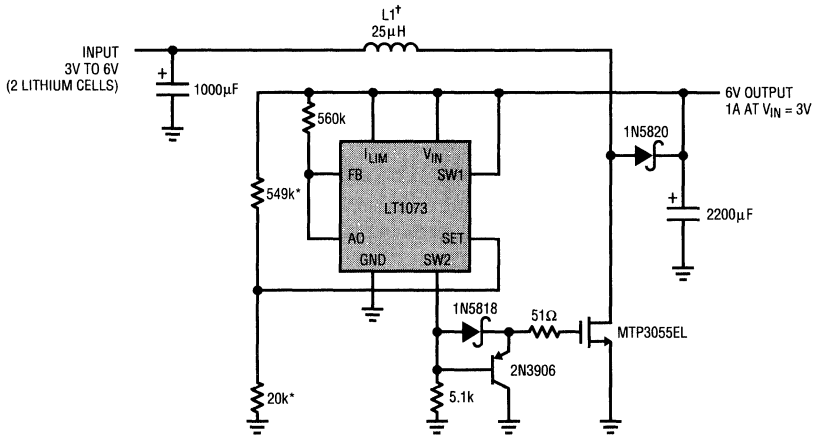 L1†
25μH
INPUT
3V TO 6V
(2 LITHIUM CELLS)
+
1000μF
6V OUTPUT
1A AT VIN = 3V
560k
1N5820
ILIM
VIN
FB
SW1
549k*
LT1073
+
2200μF
AO
SET
GND
SW2
1N5818
51Ω
MTP3055EL
2N3906
20k*
5.1k